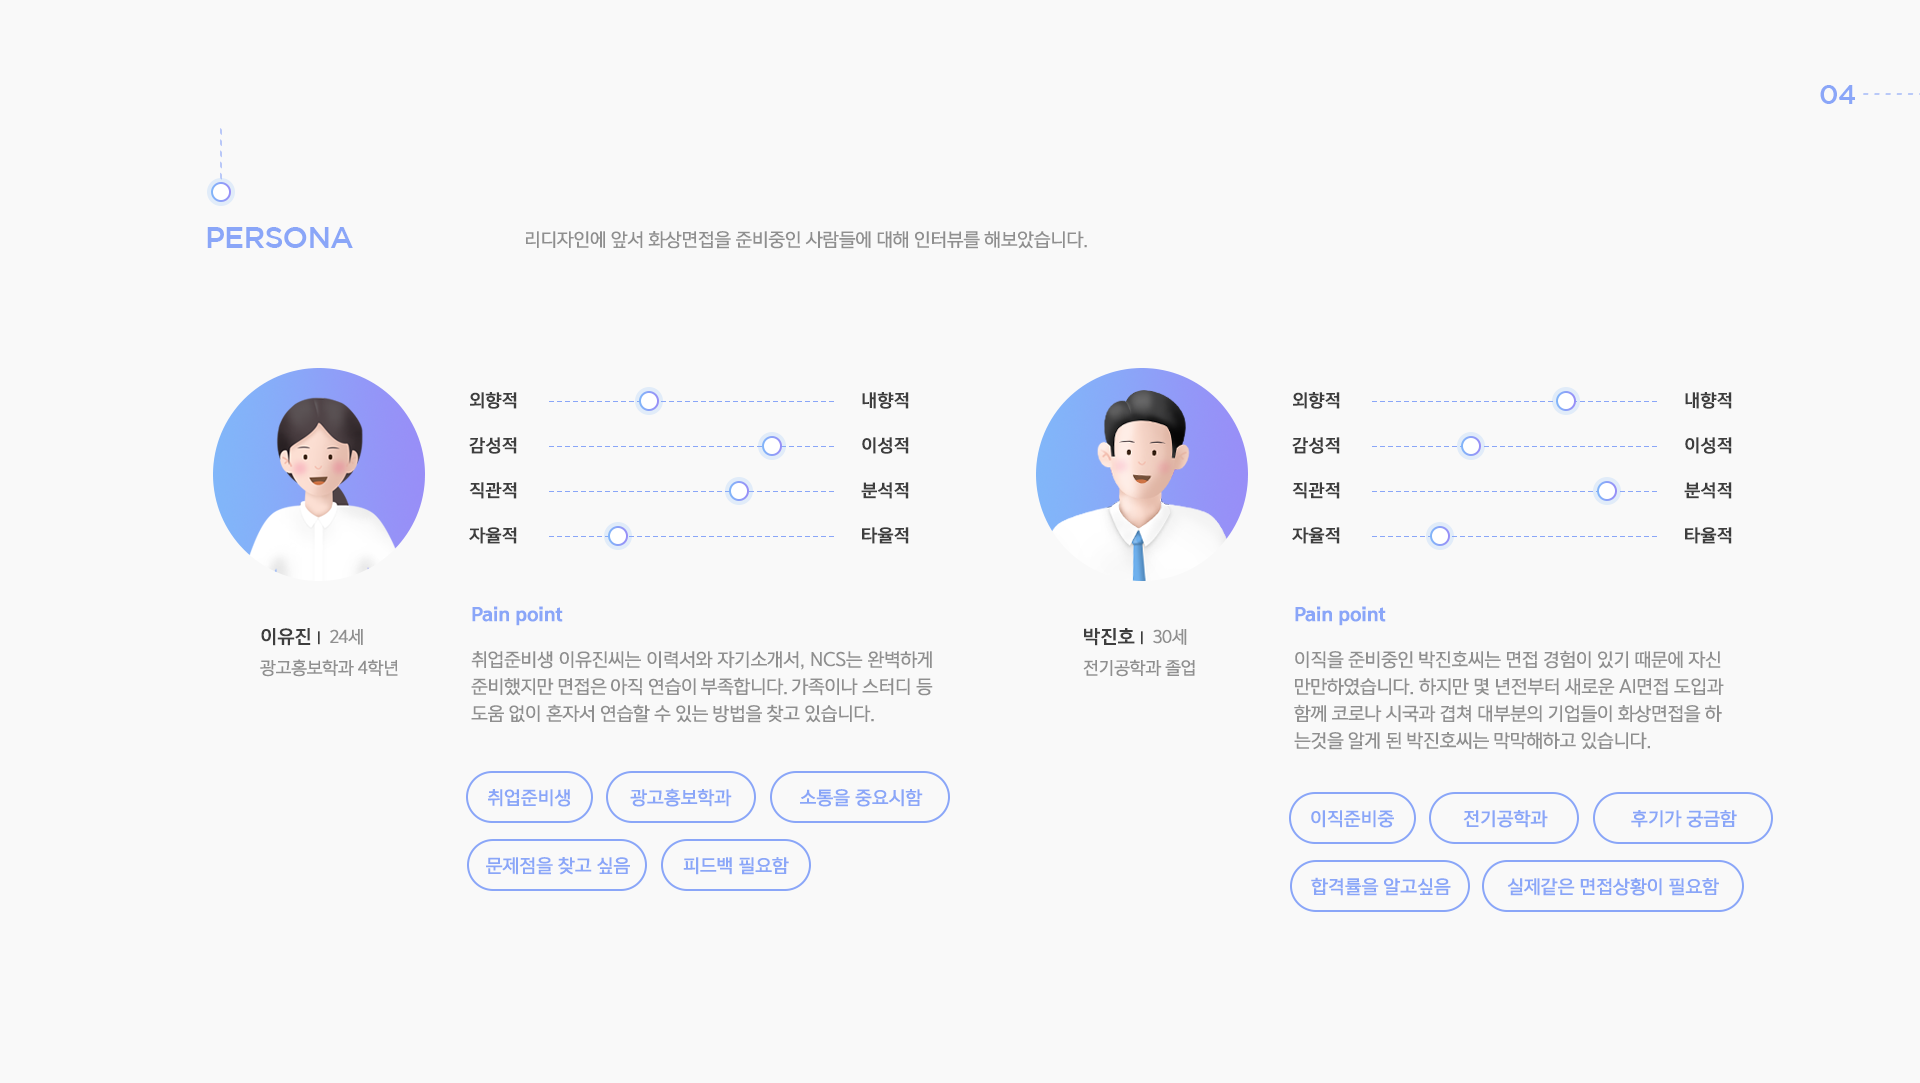 04
PERSONA
리디자인에 앞서 화상면접을 준비중인 사람들에 대해 인터뷰를 해보았습니다.
외향적 내향적
감성적 이성적
직관적 분석적
자율적 타율적
이유진 | 24세
광고홍보학과 4학년
Pain point
취업준비생 이유진씨는 이력서와 자기소개서, NCS는 완벽하게
준비했지만 면접은 아직 연습이 부족합니다. 가족이나 스터디 등
도움 없이 혼자서 연습할 수 있는 방법을 찾고 있습니다.
취업준비생 광고홍보학과 소통을 중요시함
문제점을 찾고 싶음 피드백 필요함
외향적 내향적
감성적 이성적
직관적 분석적
자율적 타율적
박진호 | 30세
전기공학과 졸업
Pain point
이직을 준비중인 박진호씨는 면접 경험이 있기 때문에 자신
만만하였습니다. 하지만 몇 년전부터 새로운 AI면접 도입과
함께 코로나 시국과 겹쳐 대부분의 기업들이 화상면접을 하
는것을 알게 된 박진호씨는 막막해하고 있습니다.
이직준비중 전기공학과 후기가 궁금함
합격률을 알고싶음 실제같은 면접상황이 필요함